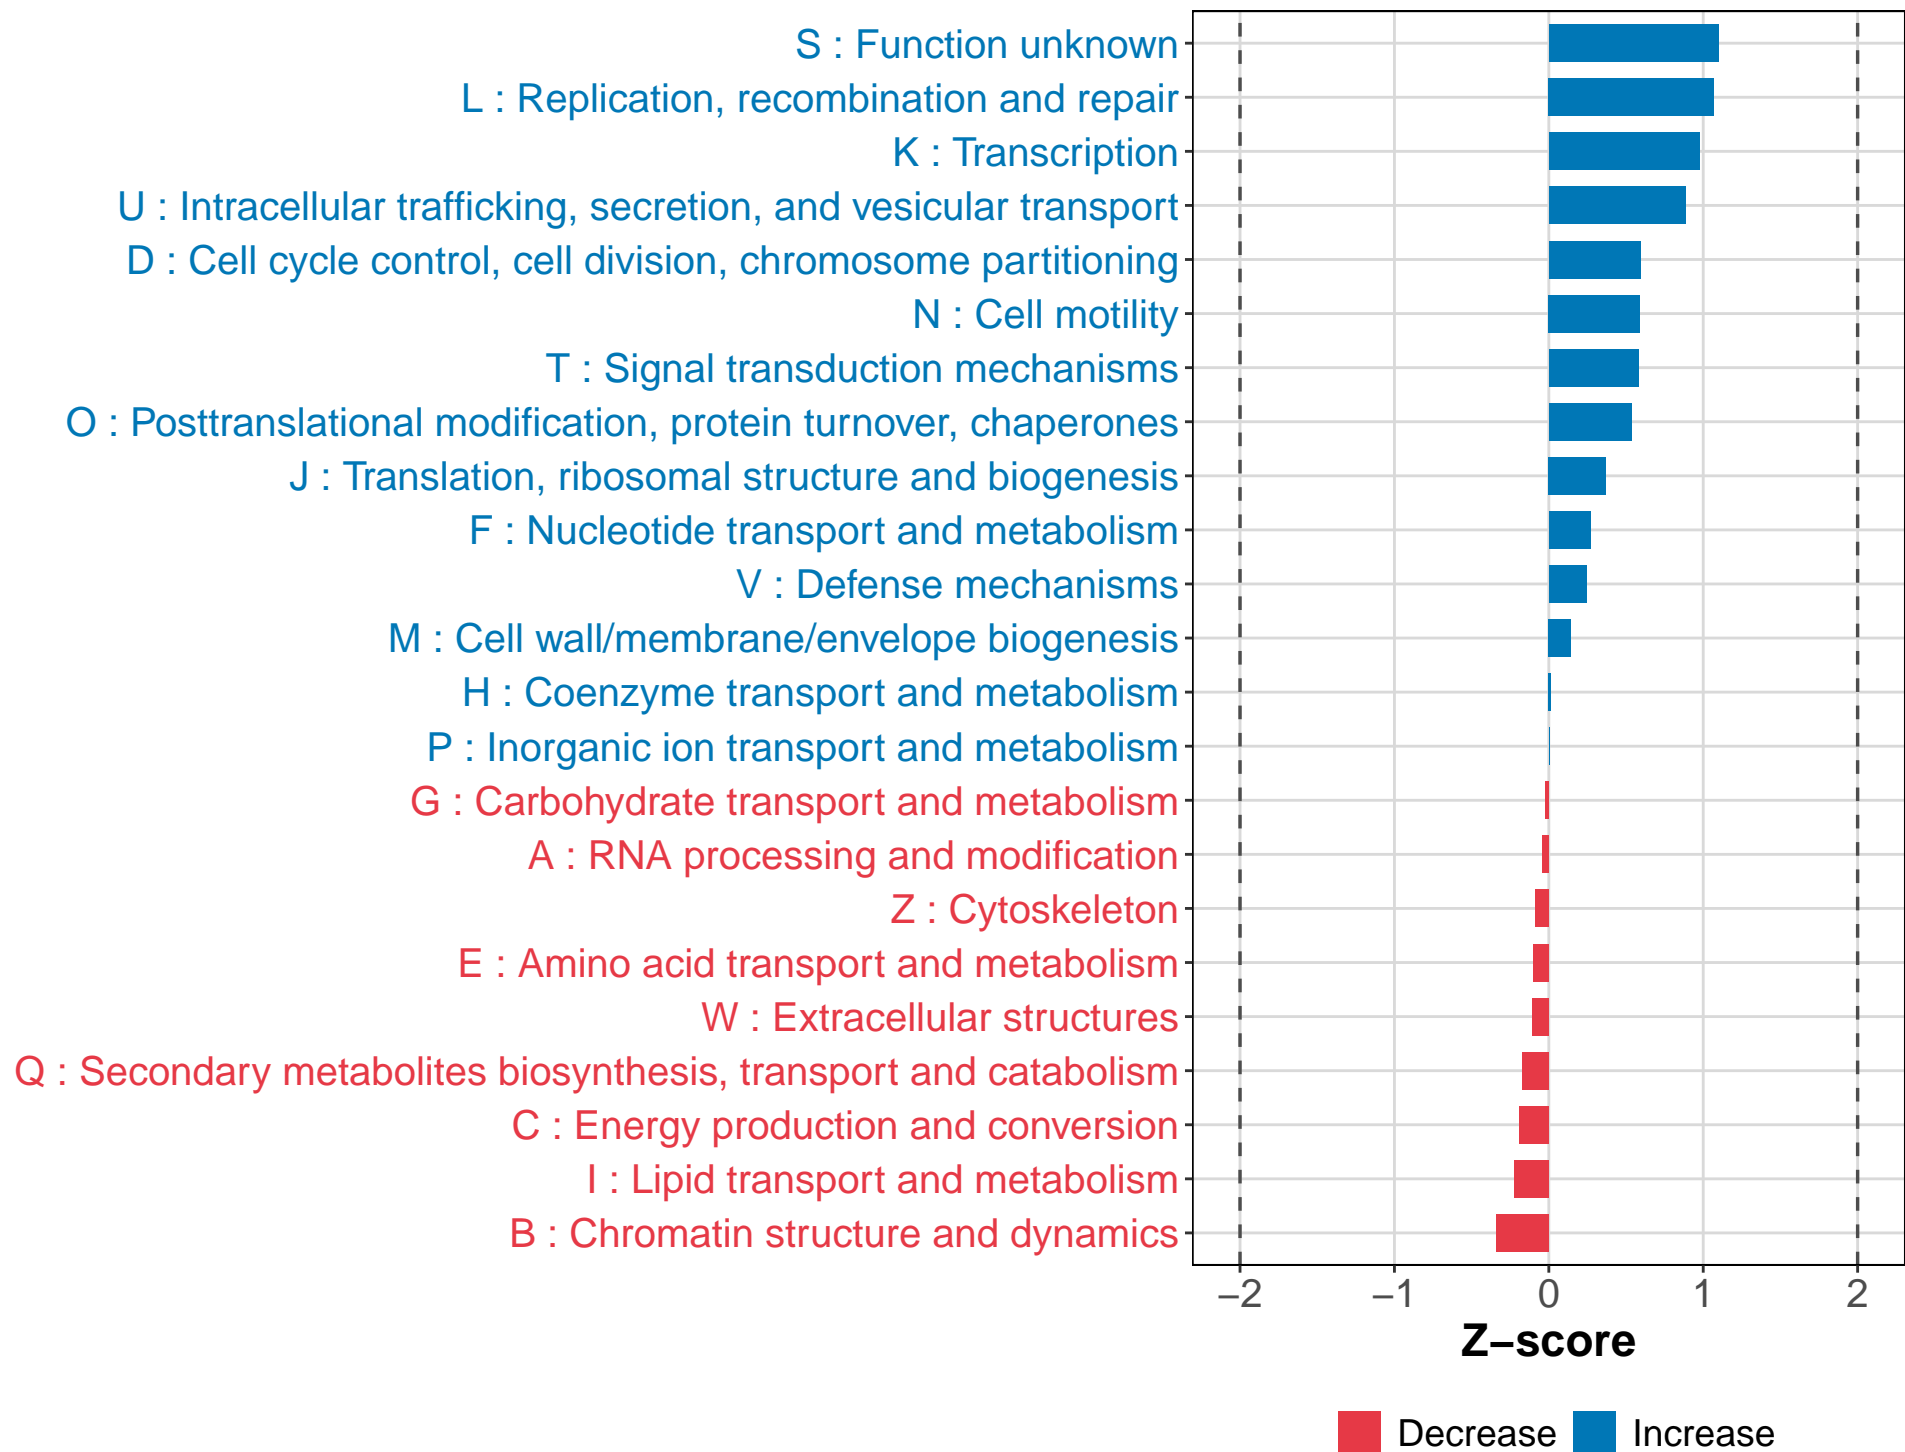 S : Function unknown
L : Replication, recombination and repair
K : Transcription
U : Intracellular trafficking, secretion, and vesicular transport
D : Cell cycle control, cell division, chromosome partitioning
N : Cell motility
T : Signal transduction mechanisms
O : Posttranslational modification, protein turnover, chaperones
J : Translation, ribosomal structure and biogenesis
F : Nucleotide transport and metabolism
V : Defense mechanisms
M : Cell wall/membrane/envelope biogenesis
H : Coenzyme transport and metabolism
P : Inorganic ion transport and metabolism
G : Carbohydrate transport and metabolism
A : RNA processing and modification
Z : Cytoskeleton
E : Amino acid transport and metabolism
W : Extracellular structures
Q : Secondary metabolites biosynthesis, transport and catabolism
C : Energy production and conversion
I : Lipid transport and metabolism
B : Chromatin structure and dynamics
−2 −1 0 1 2
Z−score
Decrease Increase